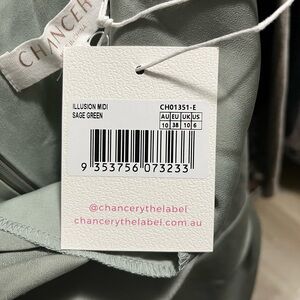 CHANCERY
ILLUSION MIDI
SAGE GREEN
CH01351-E
AU EU UK US
10 38 10 6
9 353756 073233
@chancerythelabel
chancerythelabel.com.au